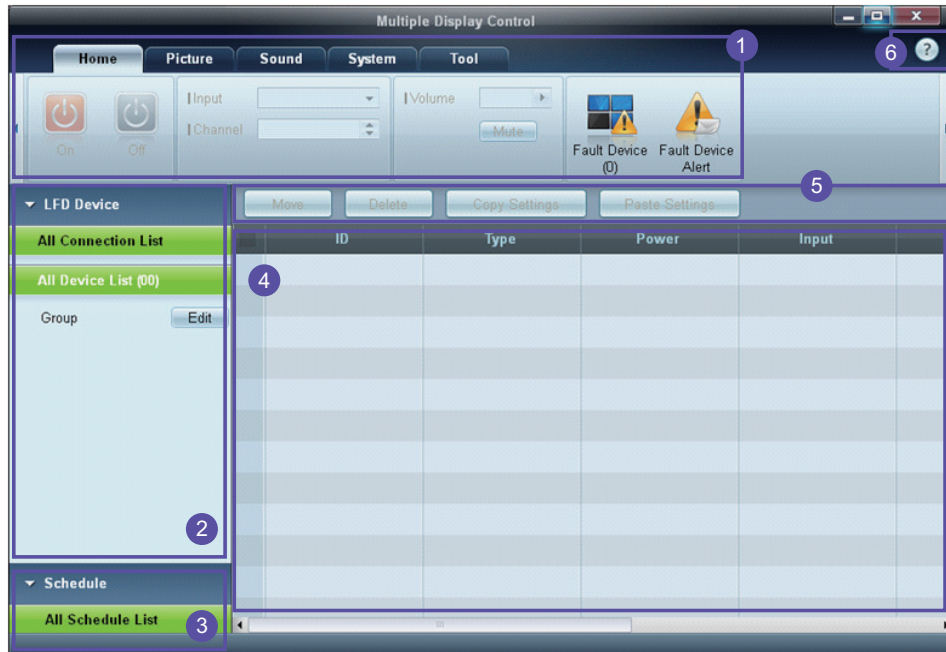 Multiple Display Control
1
6
?
Home Picture Sound System Tool
Input
Channel
On Off
Volume
Mute
Fault Device
(0)
Fault Device
Alert
5
LFD Device
Move Delete Copy Settings Paste Settings
All Connection List
ID Type Power Input
All Device List (00)
4
Group Edit
2
Schedule
All Schedule List
3